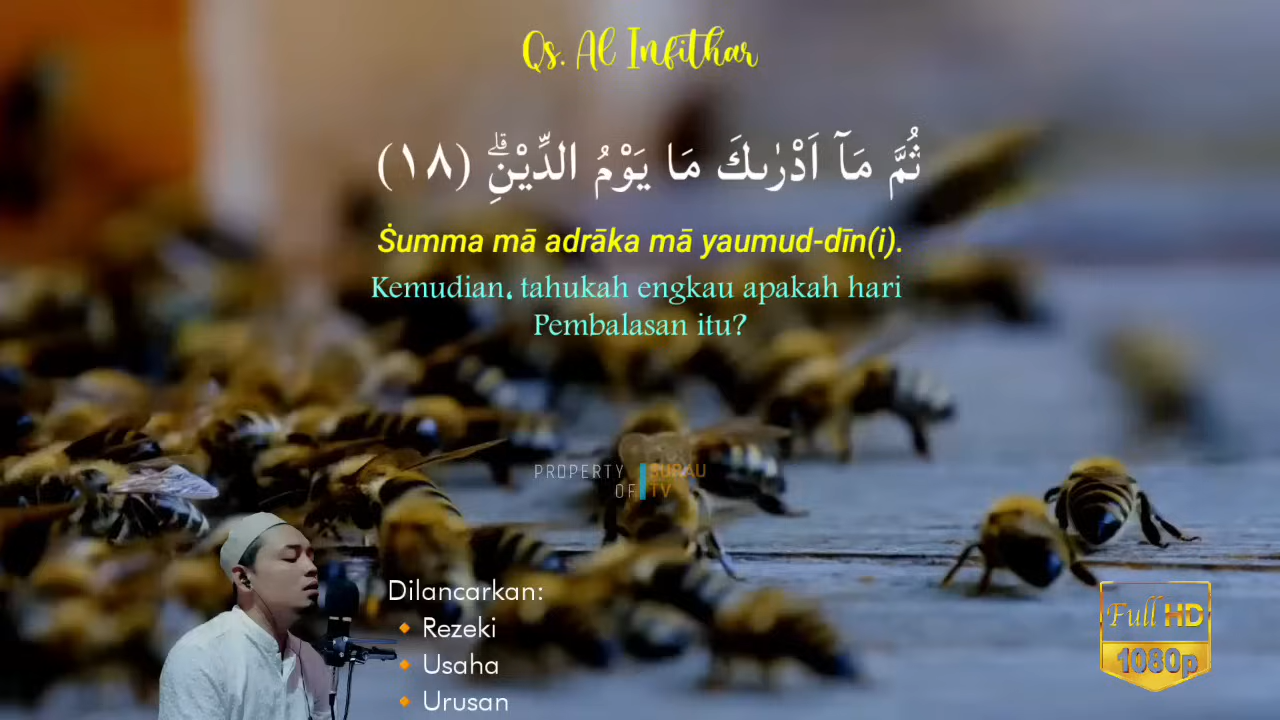 Qs. Al Infithar
ثُمَّ مَآ اَدْرٰىكَ مَا يَوْمُ الدِّيْنِۗ (١٨)
Ṡumma mā adrāka mā yaumud-dīn(i).
Kemudian, tahukah engkau apakah hari
Pembalasan itu?
PROPERTY OF SURAU TV
Dilancarkan:
🔸 Rezeki
🔸 Usaha
🔸 Urusan
Full HD
1080p